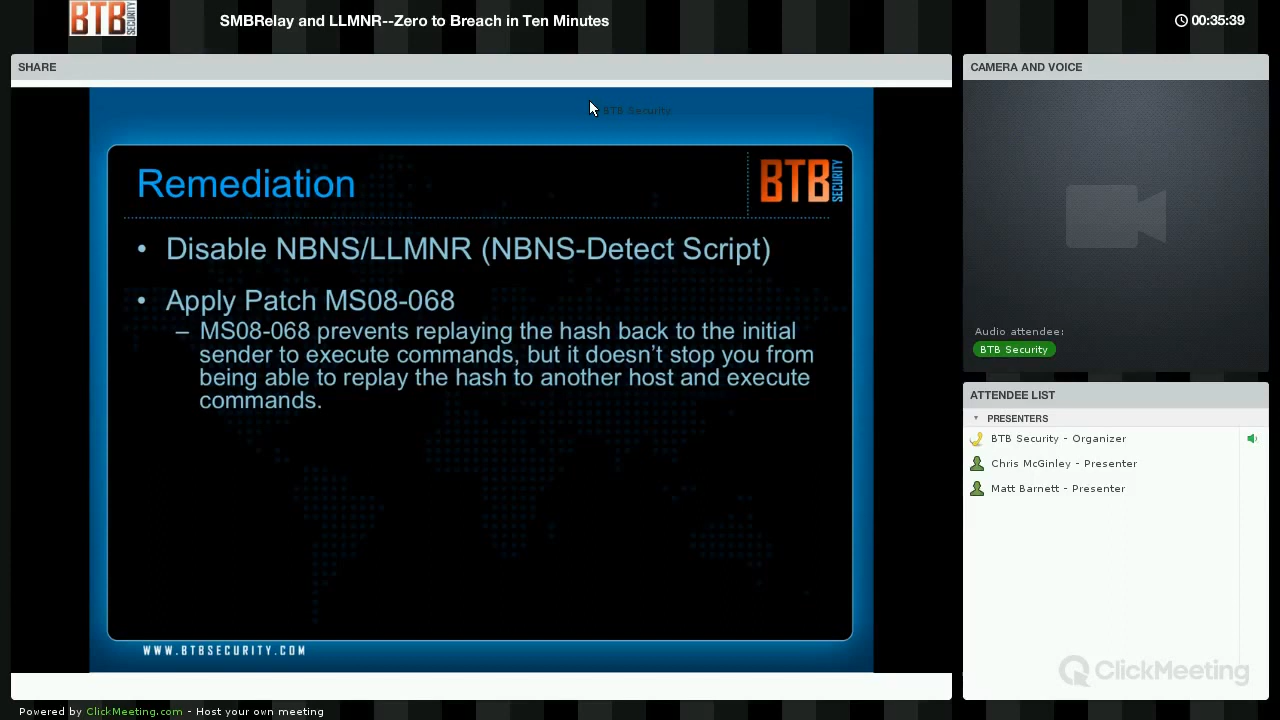 BTB SECURITY
SMBRelay and LLMNR--Zero to Breach in Ten Minutes
00:35:39
SHARE
BTB Security
Remediation
BTB SECURITY
• Disable NBNS/LLMNR (NBNS-Detect Script)
• Apply Patch MS08-068
– MS08-068 prevents replaying the hash back to the initial
sender to execute commands, but it doesn't stop you from
being able to replay the hash to another host and execute
commands.
WWW.BTBSECURITY.COM
CAMERA AND VOICE
Audio attendee:
BTB Security
ATTENDEE LIST
PRESENTERS
BTB Security - Organizer
Chris McGinley - Presenter
Matt Barnett - Presenter
ClickMeeting
Powered by ClickMeeting.com - Host your own meeting